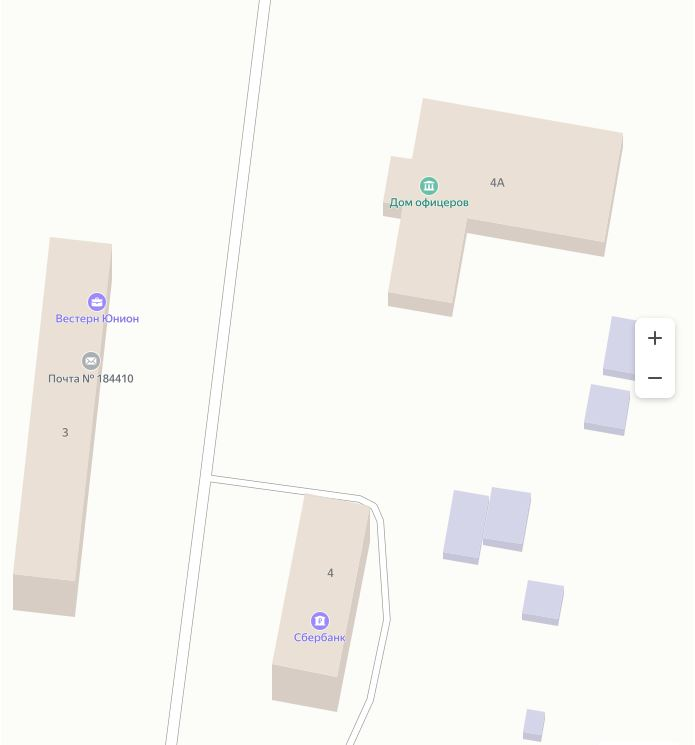 4А
Дом офицеров
Вестерн Юнион
Почта № 184410
3
4
Сбербанк